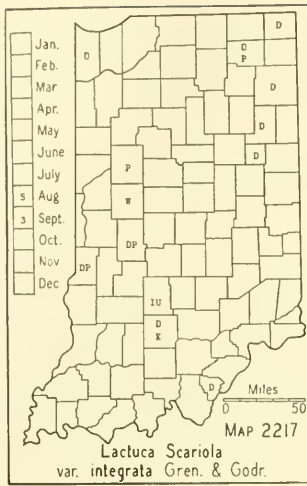 Jan.
Feb.
Mar
Apr.
May
June
July
5 Aug
3 Sept.
Oct.
Nov
Dec
D
D
D
P
D
D
D
P
W
DP
DP
IU
D
K
D
Miles
0 50
MAP 2217
Lactuca Scariola
var. integrata Gren. & Godr.